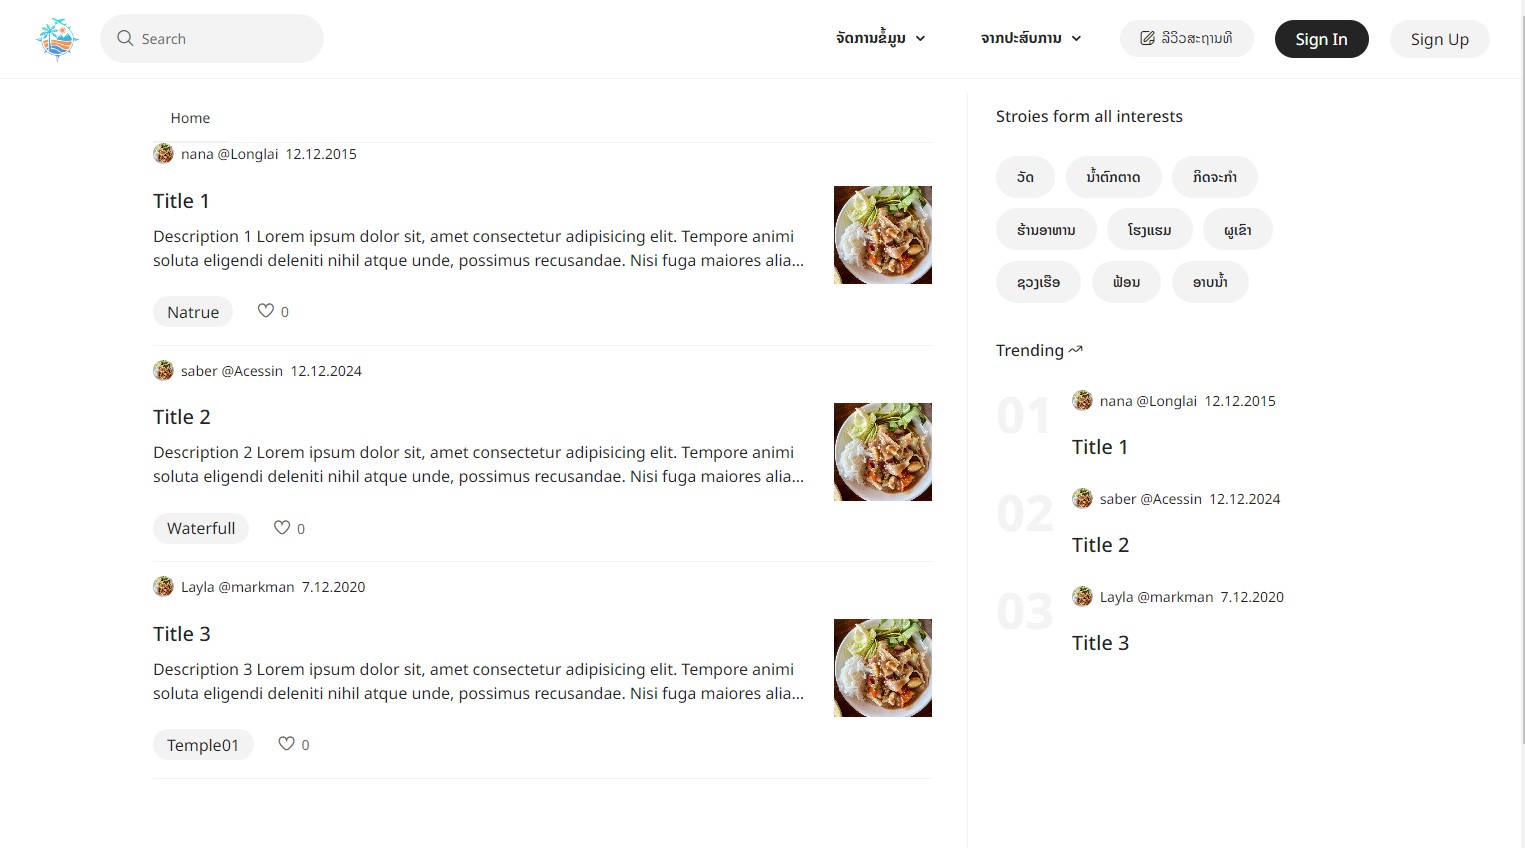 Search
ຈັດການຂໍ້ມູນ
ຈາກປະສົບການ
ລີວິວສະຖານທີ
Sign In
Sign Up
Home
nana @Longlai 12.12.2015
Title 1
Description 1 Lorem ipsum dolor sit, amet consectetur adipisicing elit. Tempore animi
soluta eligendi deleniti nihil atque unde, possimus recusandae. Nisi fuga maiores alia...
Natrue
0
saber @Acessin 12.12.2024
Title 2
Description 2 Lorem ipsum dolor sit, amet consectetur adipisicing elit. Tempore animi
soluta eligendi deleniti nihil atque unde, possimus recusandae. Nisi fuga maiores alia...
Waterfull
0
Layla @markman 7.12.2020
Title 3
Description 3 Lorem ipsum dolor sit, amet consectetur adipisicing elit. Tempore animi
soluta eligendi deleniti nihil atque unde, possimus recusandae. Nisi fuga maiores alia...
Temple01
0
Stroies form all interests
ວັດ
ນ້ຳຕົກຕາດ
ກິດຈະກຳ
ຮ້ານອາຫານ
ໂຮງແຮມ
ຜູເຂົາ
ຊວງເຮືອ
ຟ້ອນ
ອາບນ້ຳ
Trending
01
nana @Longlai 12.12.2015
Title 1
02
saber @Acessin 12.12.2024
Title 2
03
Layla @markman 7.12.2020
Title 3